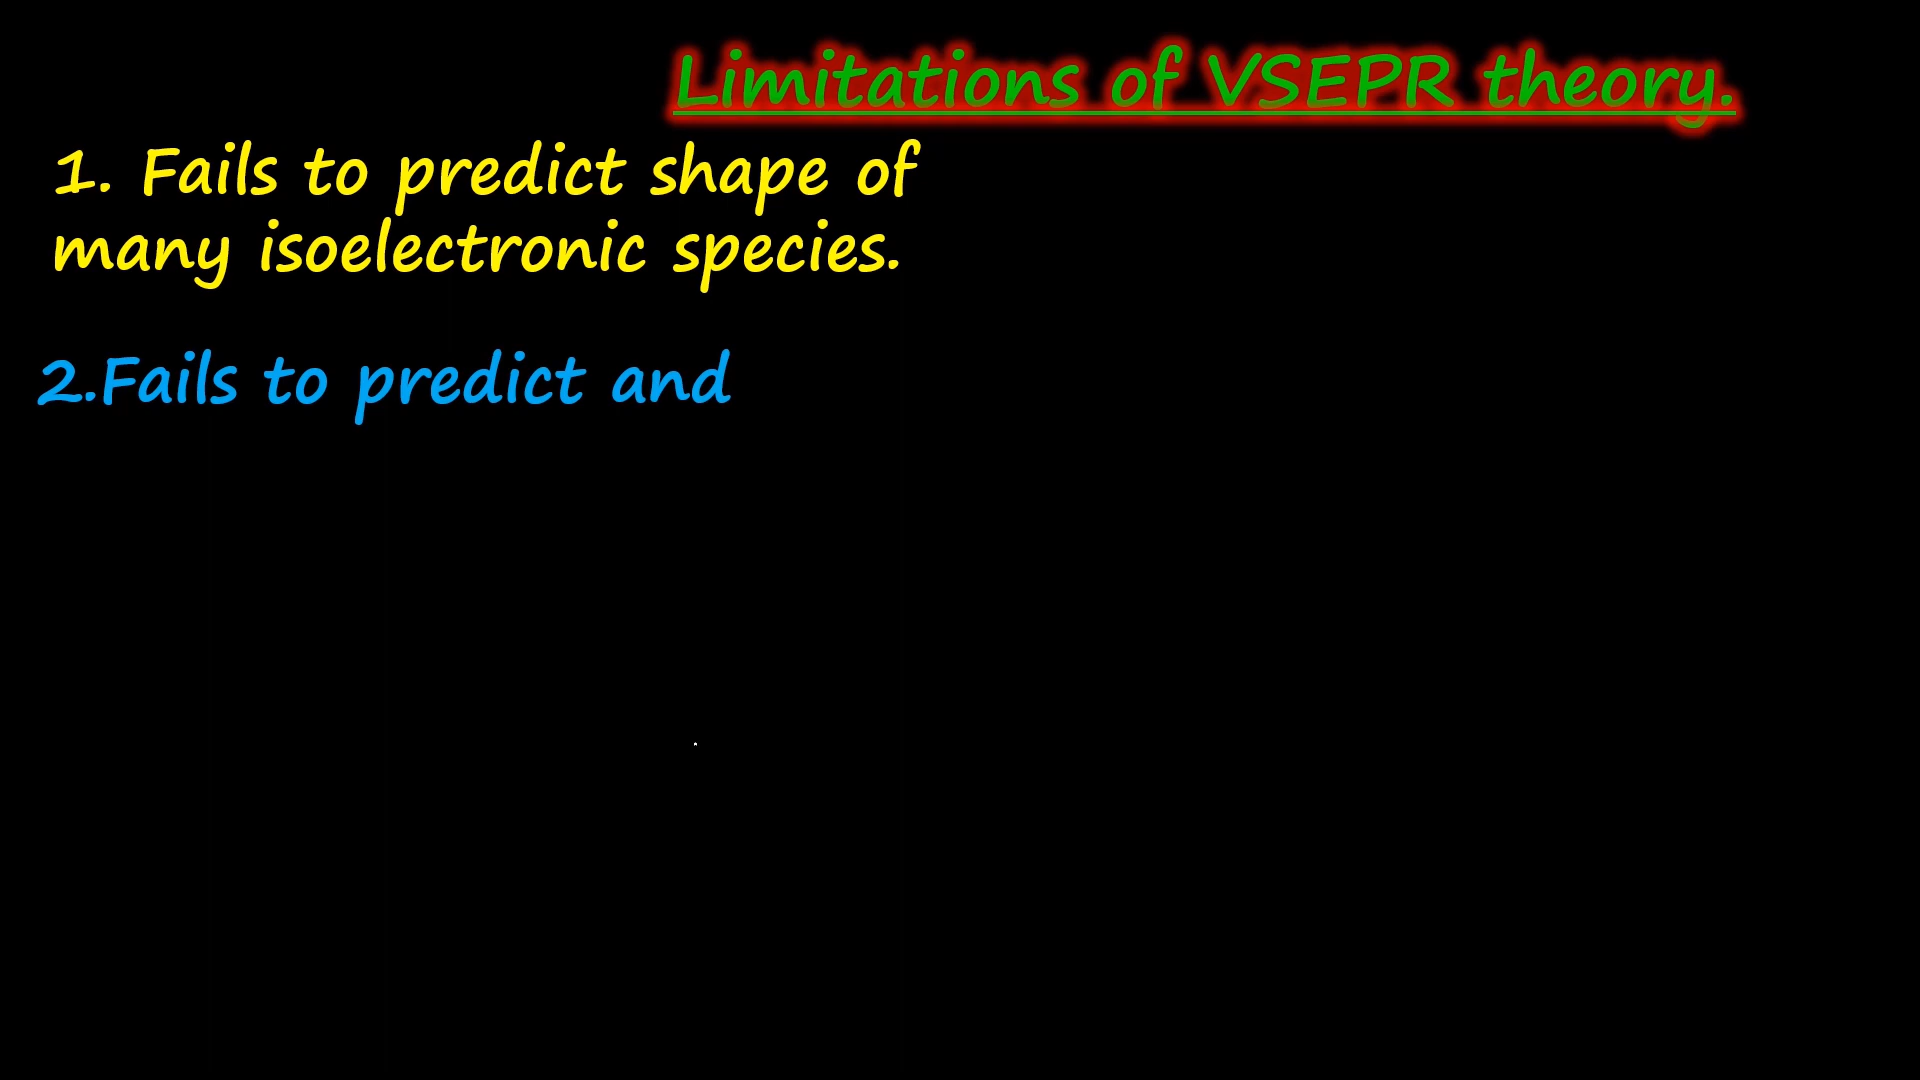 Limitations of VSEPR theory.
1. Fails to predict shape of
many isoelectronic species.
2.Fails to predict and